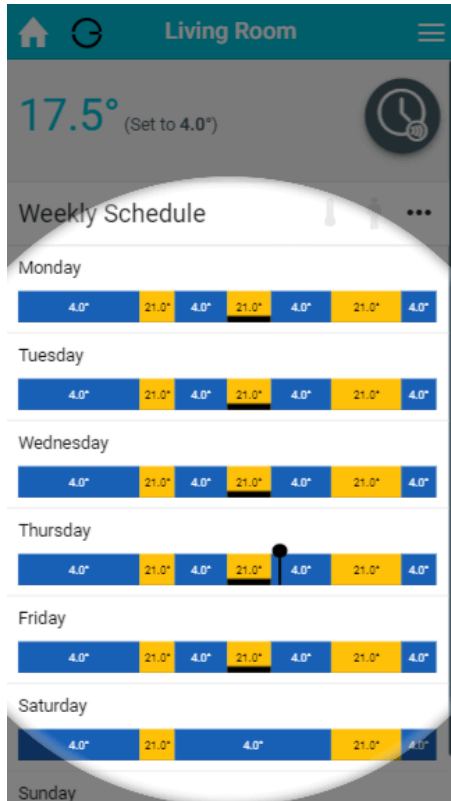 Living Room
17.5° (Set to 4.0°)
Weekly Schedule
Monday
4.0° 21.0° 4.0° 21.0° 4.0° 21.0° 4.0°
Tuesday
4.0° 21.0° 4.0° 21.0° 4.0° 21.0° 4.0°
Wednesday
4.0° 21.0° 4.0° 21.0° 4.0° 21.0° 4.0°
Thursday
4.0° 21.0° 4.0° 21.0° 4.0° 21.0° 4.0°
Friday
4.0° 21.0° 4.0° 21.0° 4.0° 21.0° 4.0°
Saturday
4.0° 21.0° 4.0° 21.0° 4.0°
Sunday